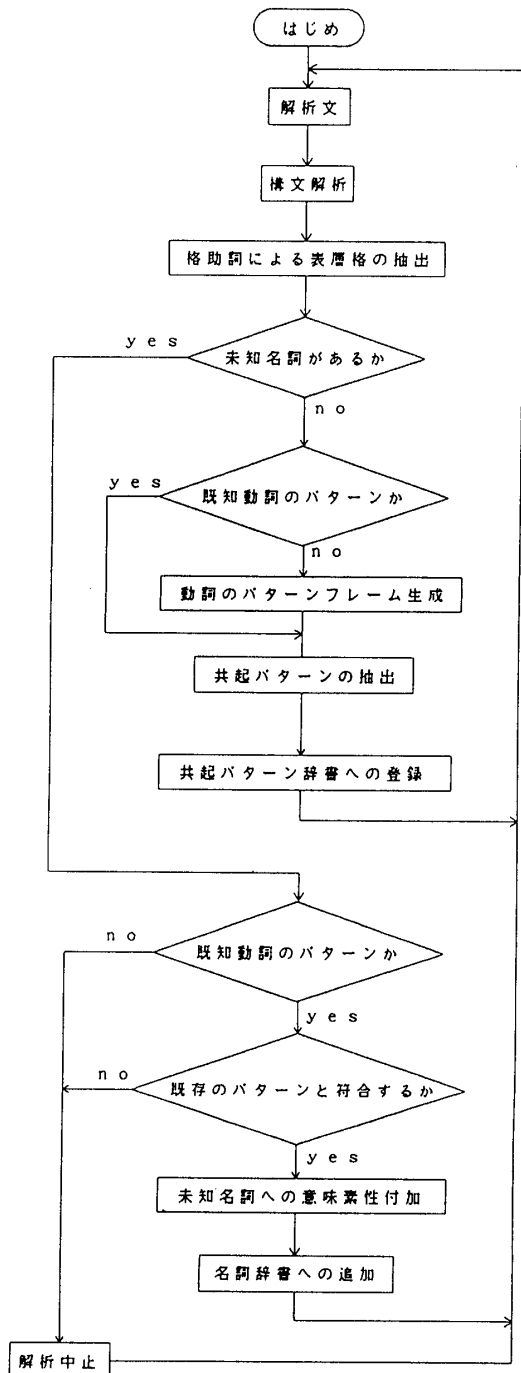 はじめ
解析文
構文解析
格助詞による表層格の抽出
yes
未知名詞があるか
no
yes
既知動詞のパターンか
no
動詞のパターンフレーム生成
共起パターンの抽出
共起パターン辞書への登録
no
既知動詞のパターンか
yes
no
既存のパターンと符合するか
yes
未知名詞への意味素性付加
名詞辞書への追加
解析中止